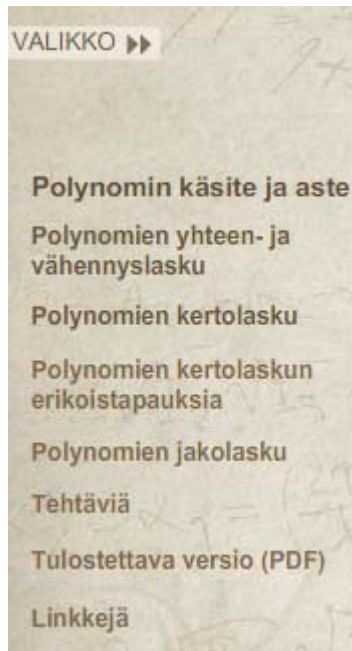 VALIKKO
Polynomin käsite ja aste
Polynomien yhteen- ja
vähennyslasku
Polynomien kertolasku
Polynomien kertolaskun
erikoistapauksia
Polynomien jakolasku
Tehtäviä
Tulostettava versio (PDF)
Linkkejä